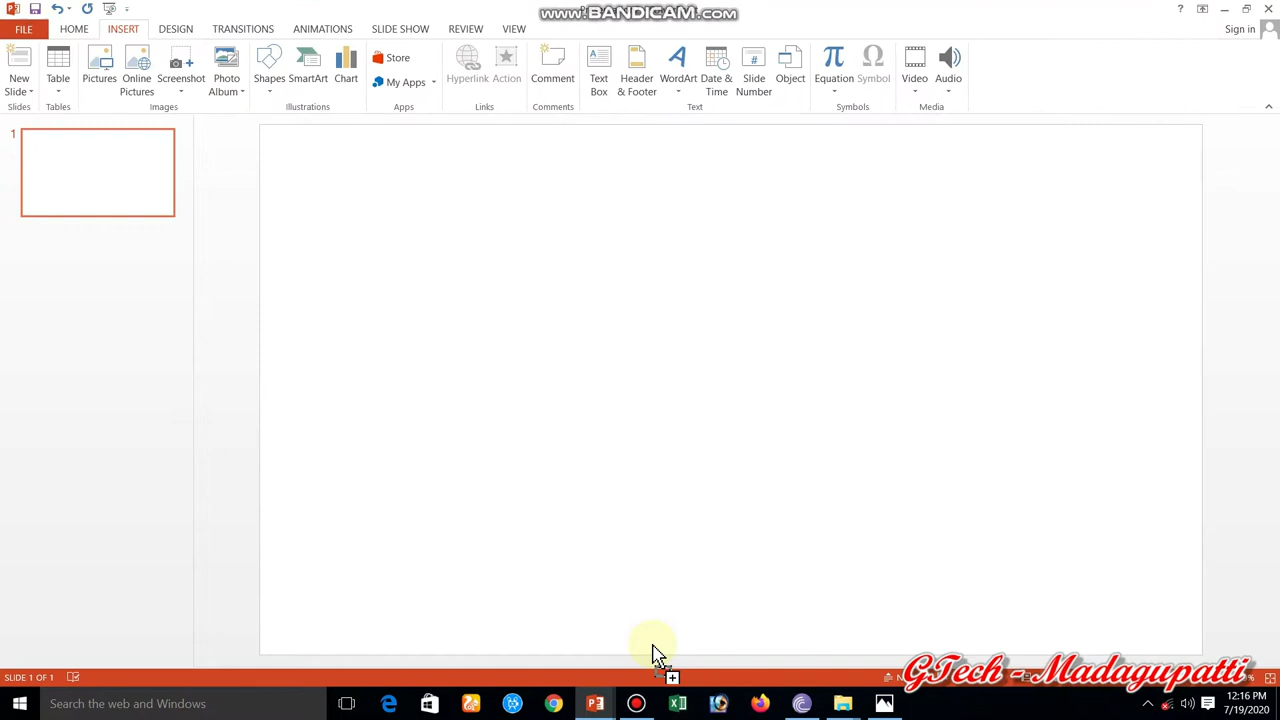 www.BANDICAM.com
FILE HOME INSERT DESIGN TRANSITIONS ANIMATIONS SLIDE SHOW REVIEW VIEW Sign in
New Slide Table Pictures Online Pictures Screenshot Photo Album Shapes SmartArt Chart Store My Apps Hyperlink Action Comment Text Box Header & Footer WordArt Date & Time Slide Number Object Equation Symbol Video Audio
Slides Tables Images Illustrations Apps Links Comments Text Symbols Media
1
SLIDE 1 OF 1
GTech - Madagupatti
Search the web and Windows
12:16 PM
7/19/2020